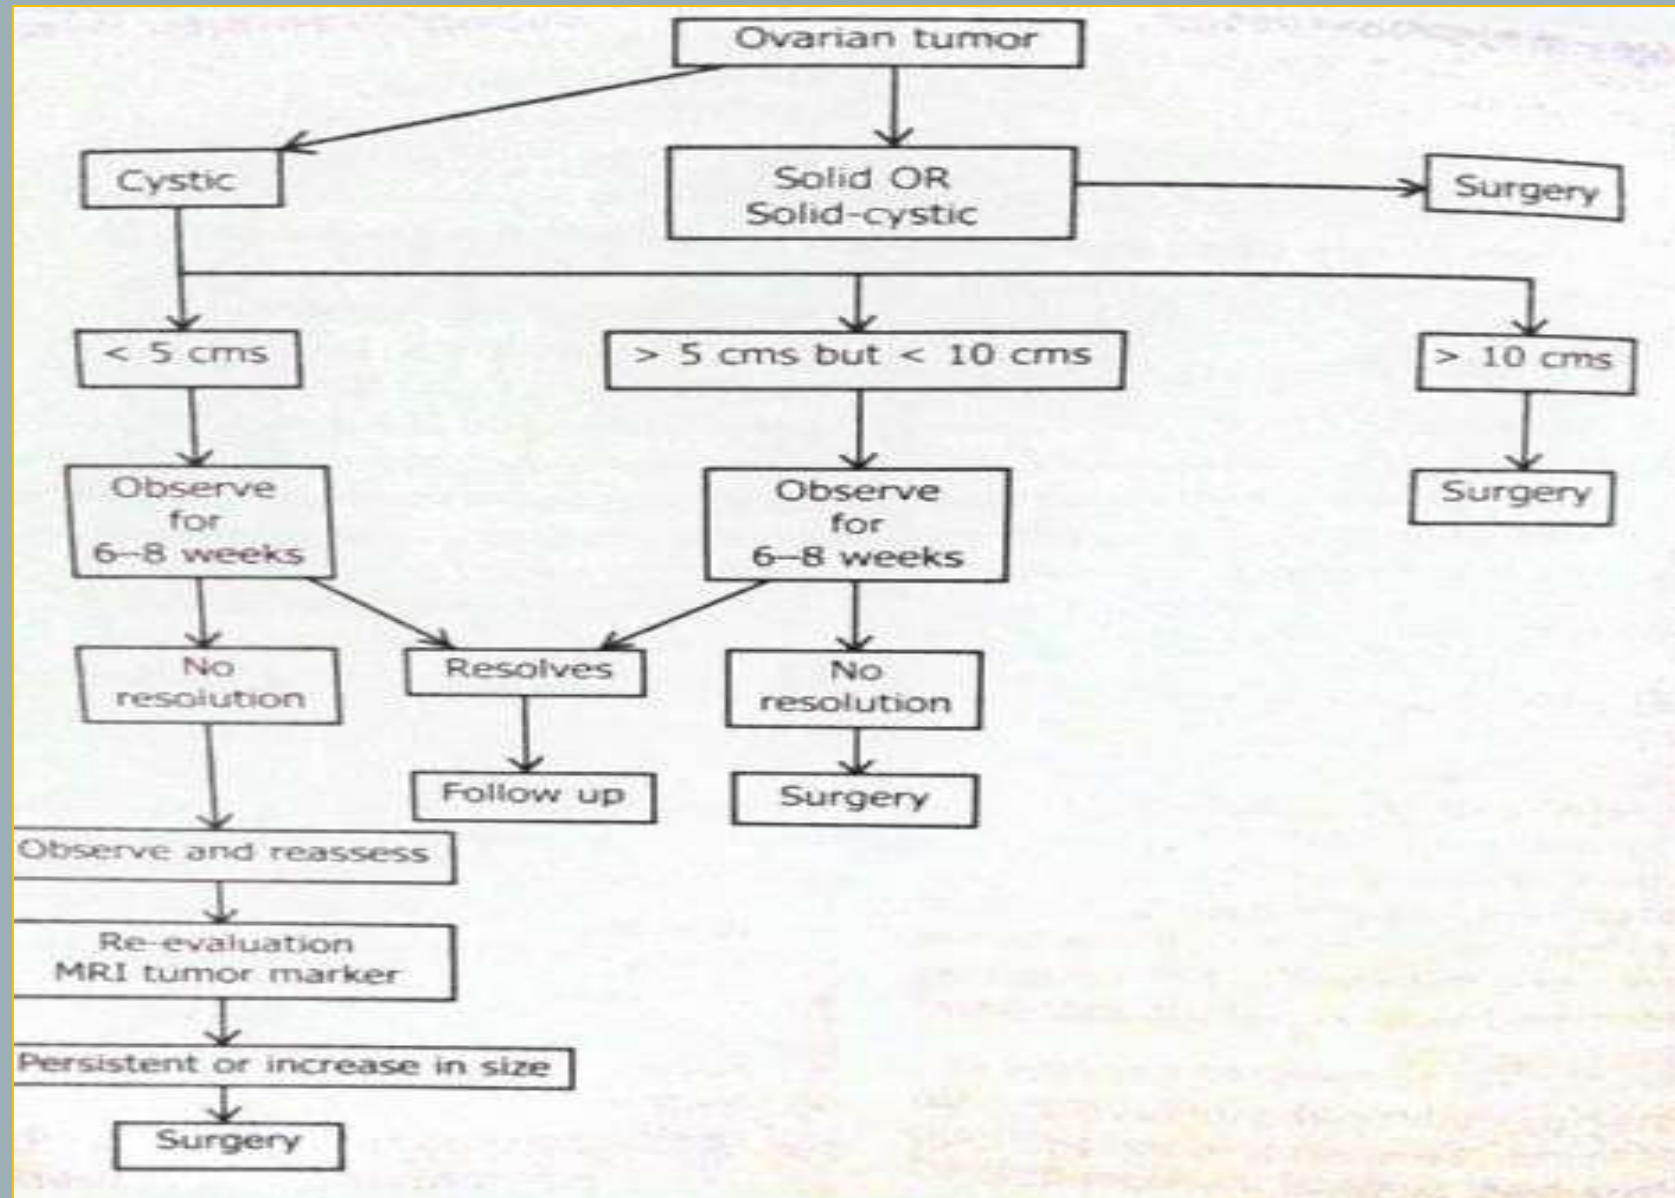 Ovarian tumor
Cystic
Solid OR
Solid-cystic
Surgery
< 5 cms
> 5 cms but < 10 cms
> 10 cms
Observe
for
6–8 weeks
Observe
for
6–8 weeks
Surgery
No
resolution
Resolves
No
resolution
Follow up
Surgery
Observe and reassess
Re-evaluation
MRI tumor marker
Persistent or increase in size
Surgery